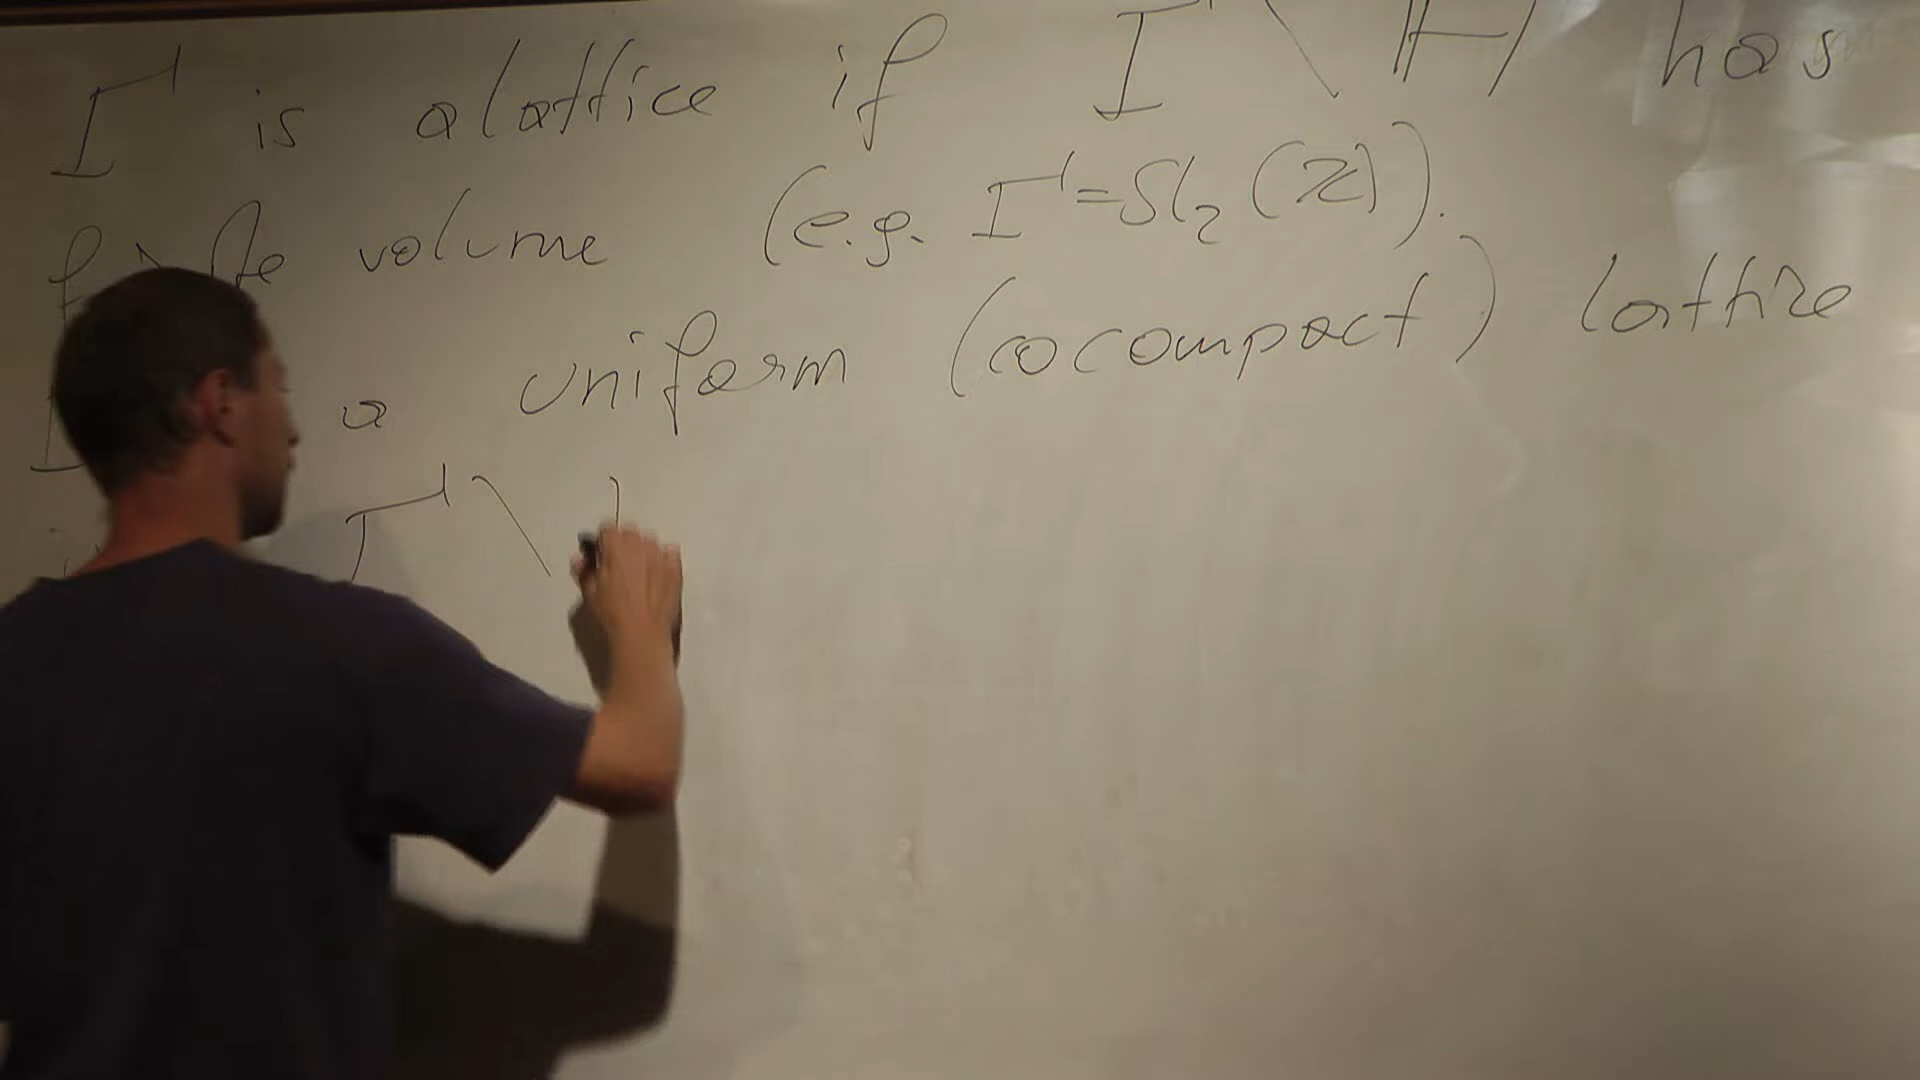 Γ is a lattice if Γ \ H has
volume (e.g. Γ = Sl₂(ℤ)).
a uniform (cocompact) lattice
Γ \